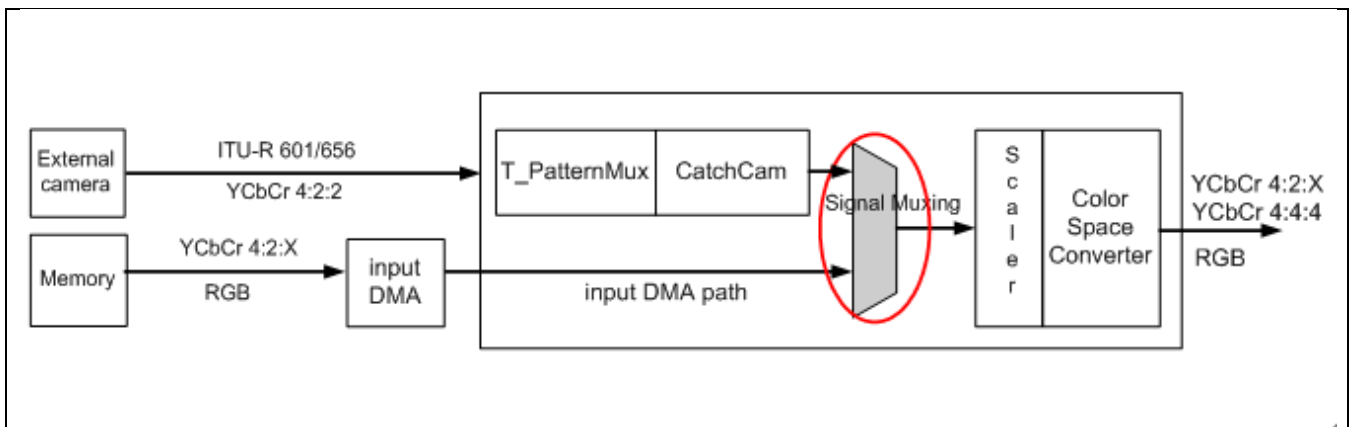 External
camera
ITU-R 601/656
YCbCr 4:2:2
T_PatternMux
CatchCam
Signal Muxing
S
c
a
l
e
r
Color
Space
Converter
YCbCr 4:2:X
YCbCr 4:4:4
RGB
Memory
YCbCr 4:2:X
RGB
input
DMA
input DMA path